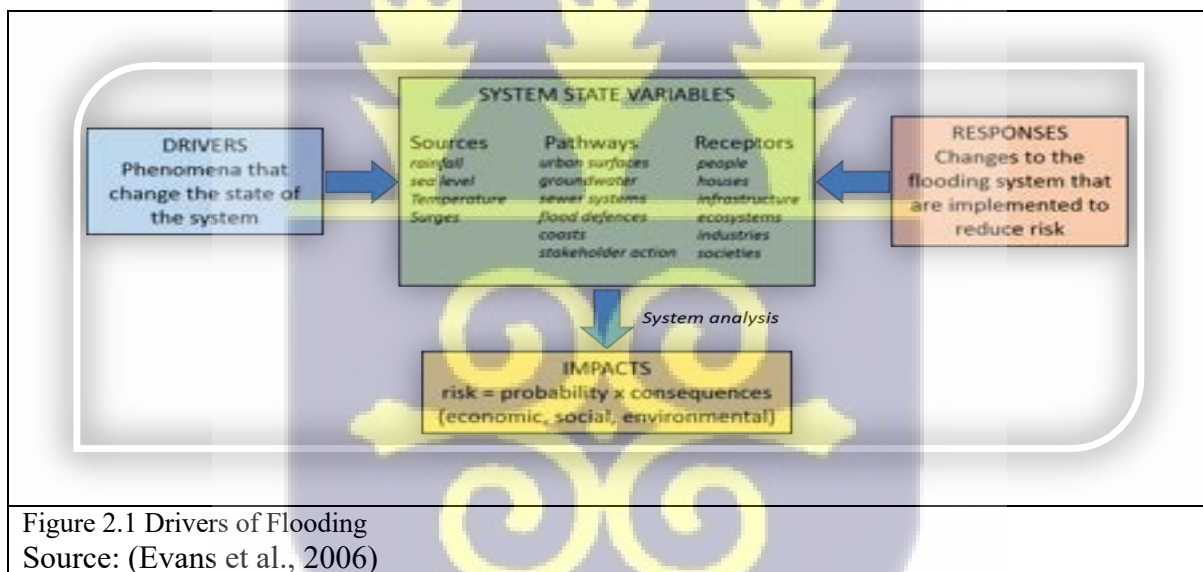 SYSTEM STATE VARIABLES
Sources
rainfall
sea level
Temperature
Surges
Pathways
urban surfaces
groundwater
sewer systems
flood defences
coasts
stakeholder action
Receptors
people
houses
infrastructure
ecosystems
industries
societies
DRIVERS
Phenomena that
change the state of
the system
RESPONSES
Changes to the
flooding system that
are implemented to
reduce risk
System analysis
IMPACTS
risk = probability x consequences
(economic, social, environmental)
Figure 2.1 Drivers of Flooding
Source: (Evans et al., 2006)